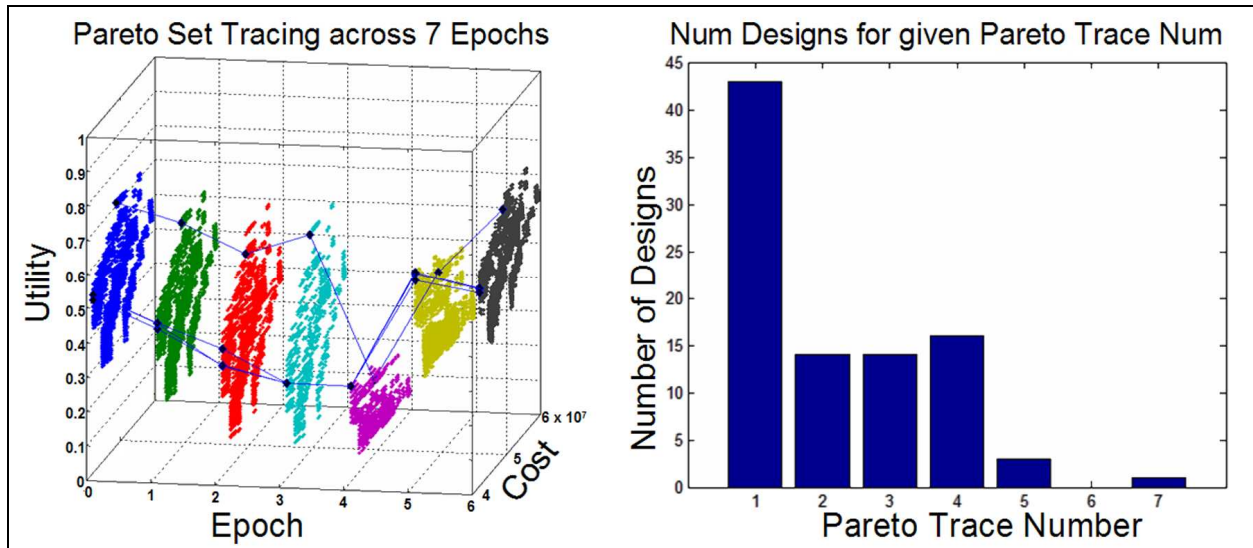 Pareto Set Tracing across 7 Epochs
1
0.9
0.8
0.7
0.6
0.5
0.4
0.3
0.2
0.1
0
Utility
0 1 2 3 4 5 6
Epoch
4
5
6 x 10⁷
Cost
Num Designs for given Pareto Trace Num
45
40
35
30
25
20
15
10
5
0
Number of Designs
1 2 3 4 5 6 7
Pareto Trace Number